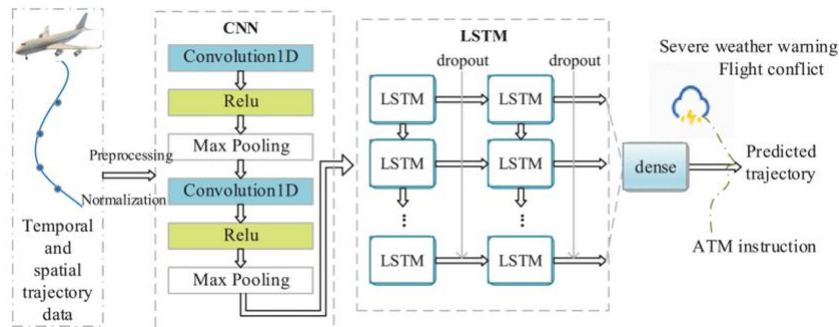 Temporal
and
spatial
trajectory
data
Preprocessing
Normalization
CNN
Convolution1D
Relu
Max Pooling
Convolution1D
Relu
Max Pooling
LSTM
dropout
dropout
LSTM
LSTM
LSTM
LSTM
...
...
LSTM
LSTM
dense
Severe weather warning
Flight conflict
Predicted
trajectory
ATM instruction